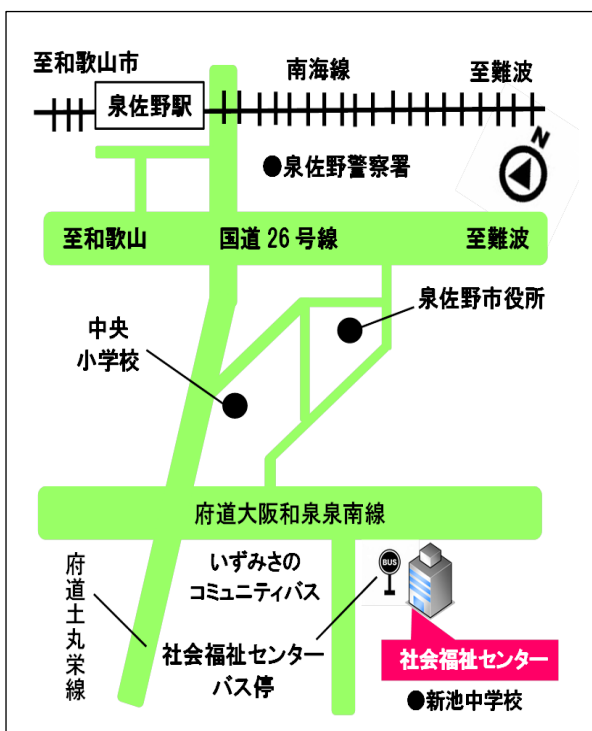 至和歌山市
南海線
至難波
泉佐野駅
N
●泉佐野警察署
至和歌山
国道26号線
至難波
泉佐野市役所
中央
小学校
府道大阪和泉泉南線
府道土丸栄線
いずみさの
コミュニティバス
BUS
社会福祉センター
バス停
社会福祉センター
●新池中学校